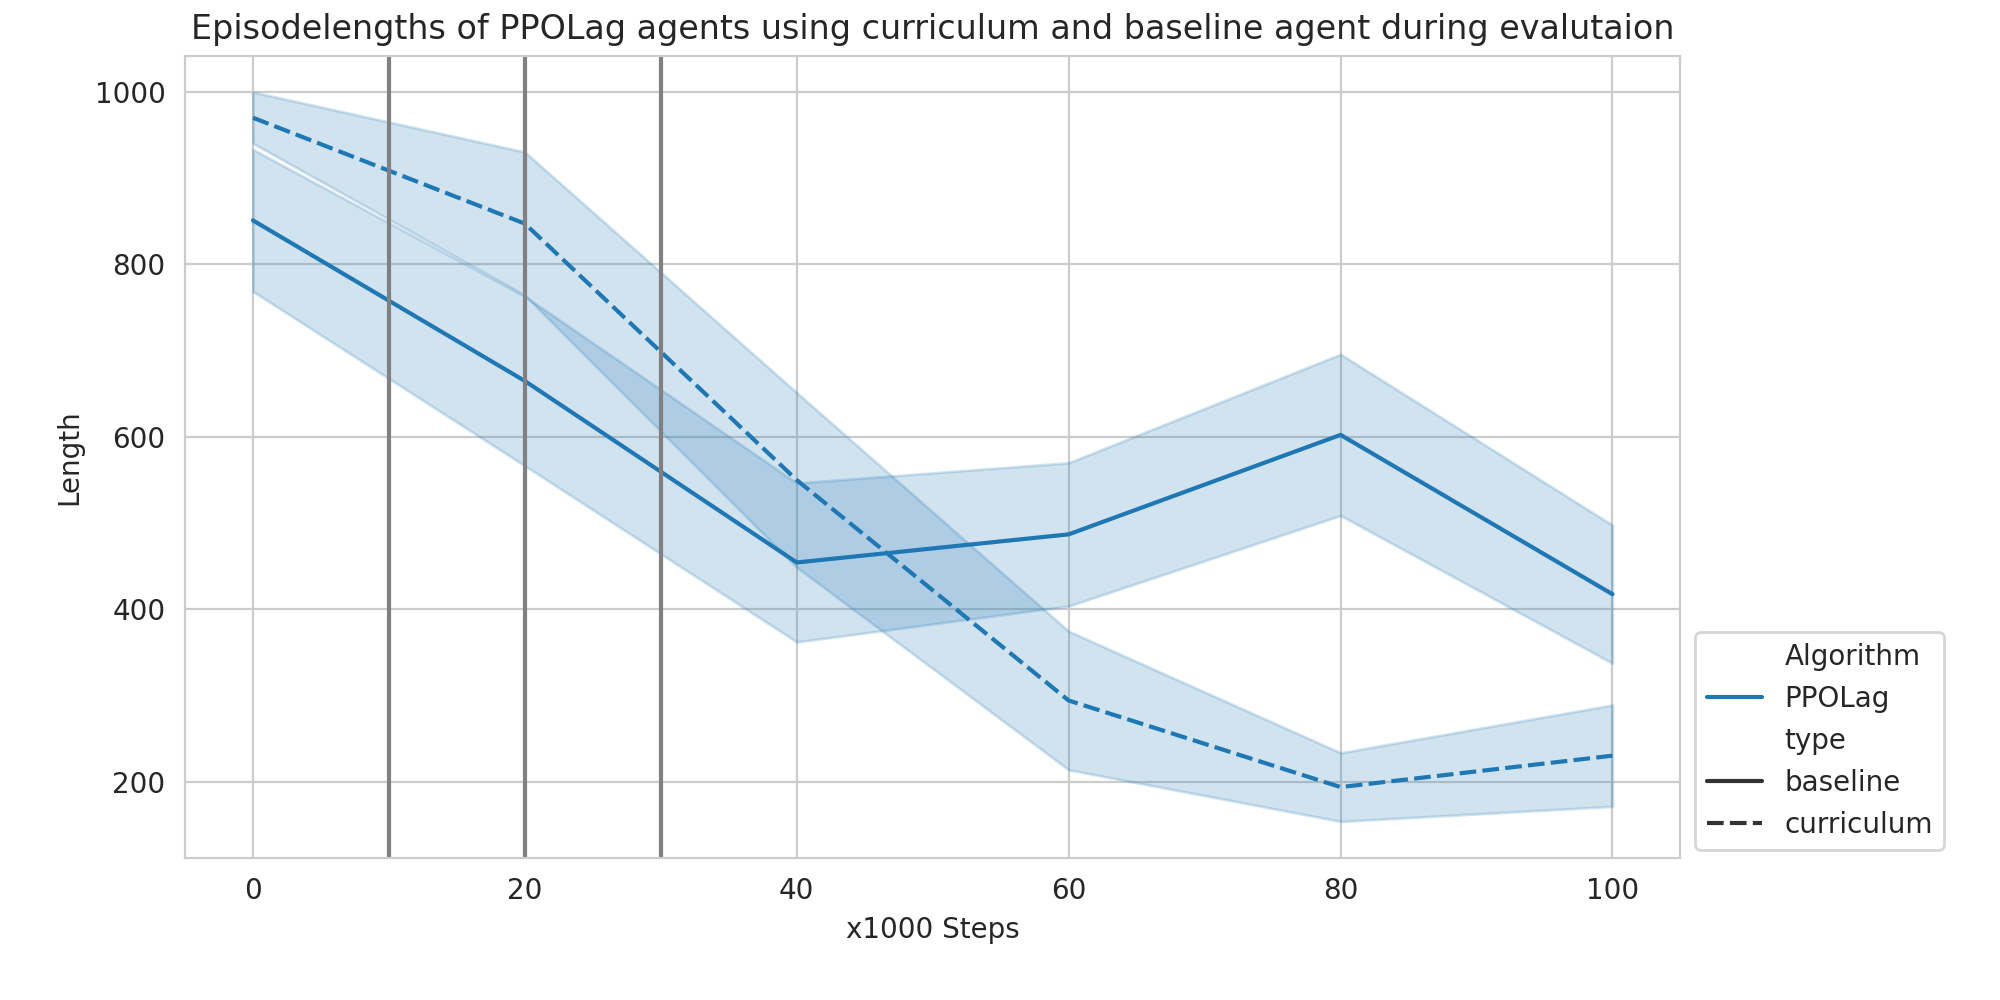 Episodelengths of PPOLag agents using curriculum and baseline agent during evalutaion
1000
800
600
400
200
Length
0 20 40 60 80 100
x1000 Steps
Algorithm
PPOLag
type
baseline
curriculum